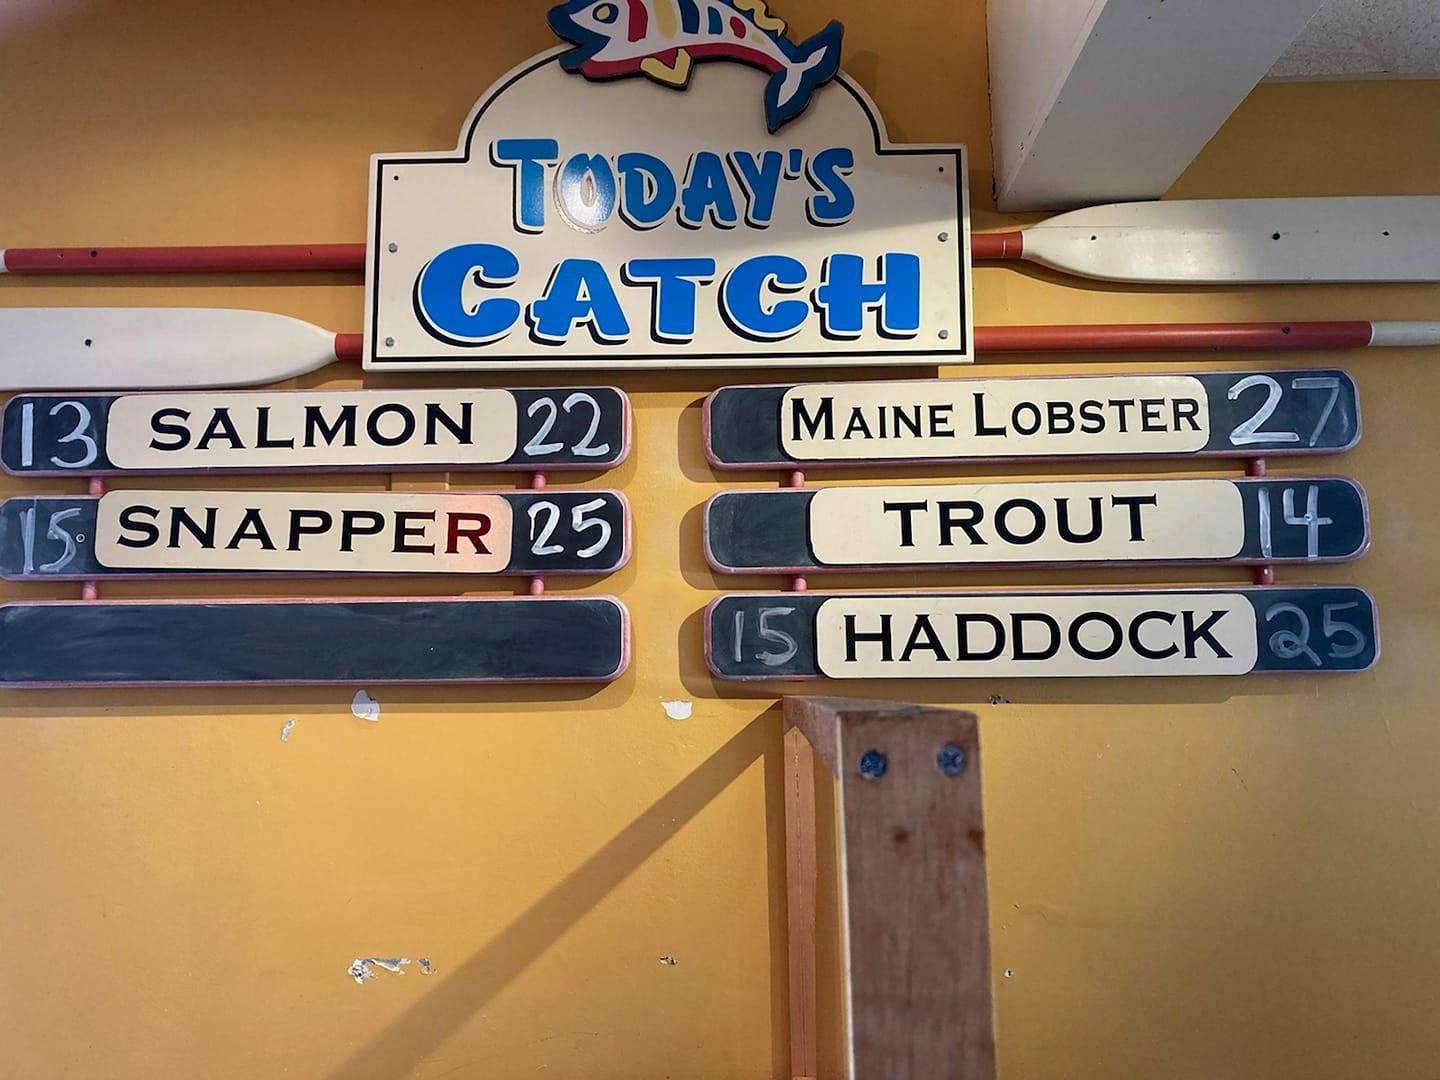 TODAY'S
CATCH
13 SALMON 22
15 SNAPPER 25
MAINE LOBSTER 27
TROUT 14
15 HADDOCK 25